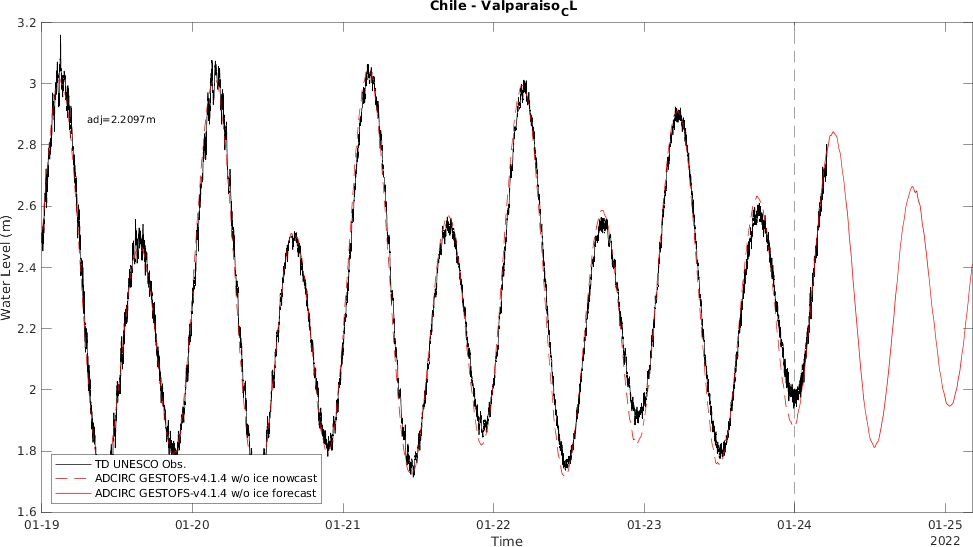 Chile - Valparaiso_CL
3.2
3
2.8
2.6
2.4
2.2
2
1.8
1.6
Water Level (m)
adj=2.2097m
TD UNESCO Obs.
ADCIRC GESTOFS-v4.1.4 w/o ice nowcast
ADCIRC GESTOFS-v4.1.4 w/o ice forecast
01-19 01-20 01-21 01-22 01-23 01-24 01-25
Time
2022